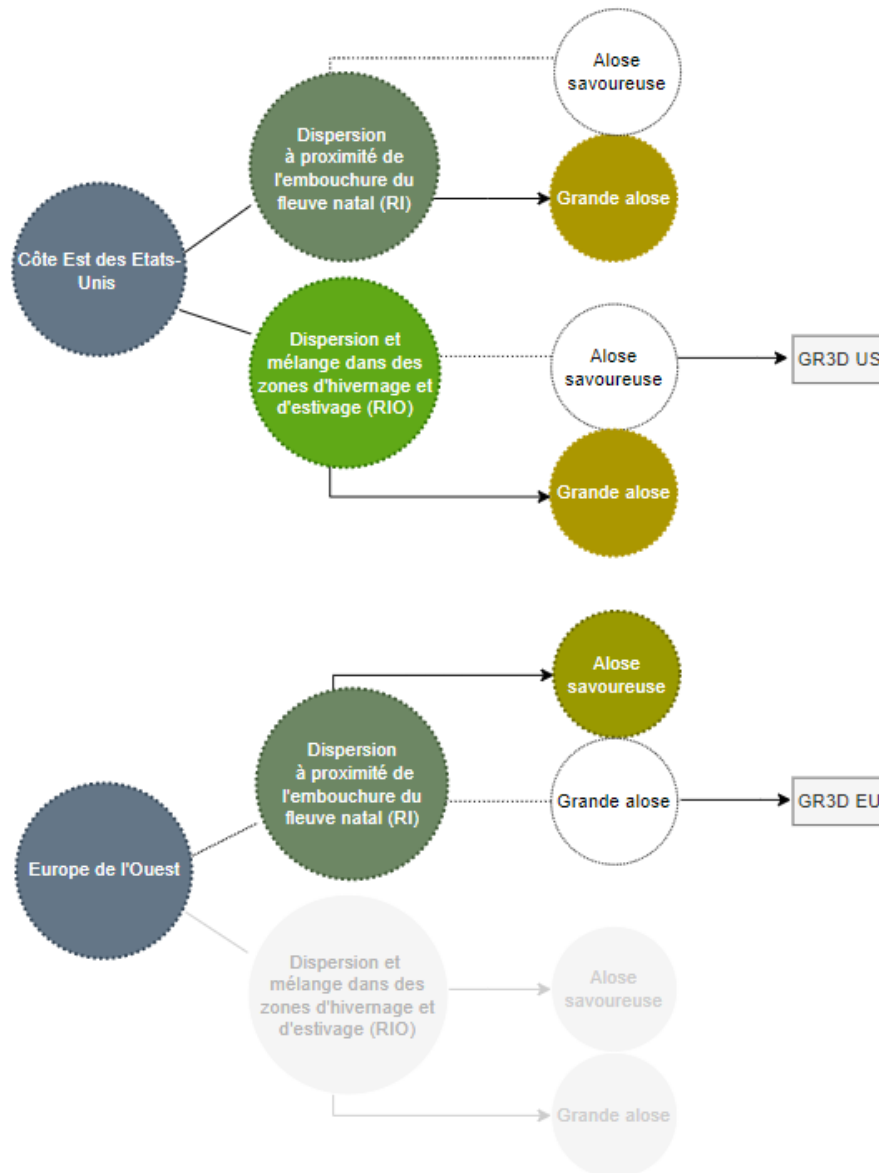 Alose
savoureuse
Dispersion
à proximité de
l'embouchure du
fleuve natal (RI)
Grande alose
Côte Est des Etats-
Unis
Dispersion et
mélange dans des
zones d'hivernage et
d'estivage (RIO)
Alose
savoureuse
GR3D US
Grande alose
Alose
savoureuse
Dispersion
à proximité de
l'embouchure du
fleuve natal (RI)
Grande alose
GR3D EU
Europe de l'Ouest
Dispersion et
mélange dans des
zones d'hivernage et
d'estivage (RIO)
Alose
savoureuse
Grande alose